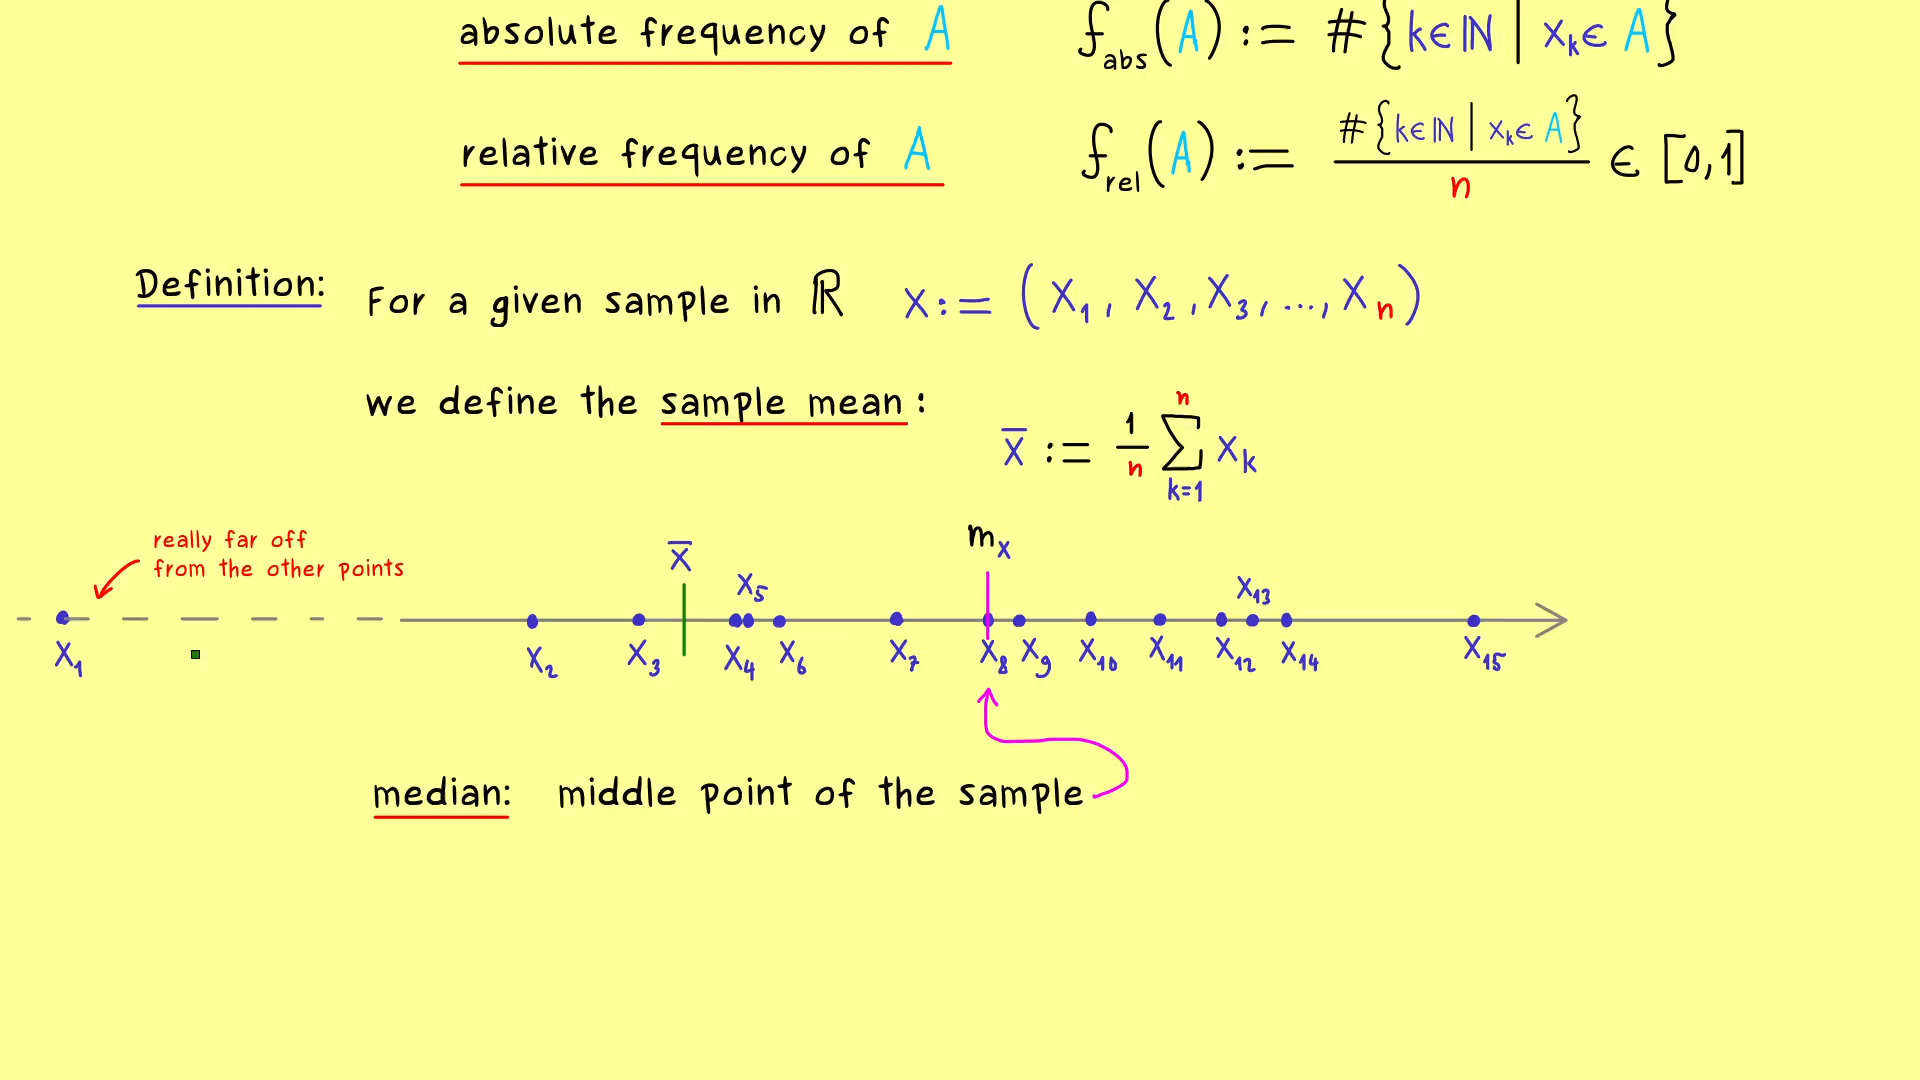 absolute frequency of A f_abs(A) := #{k∈ℕ | x_k∈ A}
relative frequency of A f_rel(A) := #{k∈ℕ | x_k∈ A} / n ∈ [0,1]
Definition: For a given sample in ℝ x := (x_1, x_2, x_3, ..., x_n)
we define the sample mean: x̄ := 1/n ∑_{k=1}^{n} x_k
really far off
from the other points
x̄ m_x
x_5 x_13
x_1 x_2 x_3 x_4 x_6 x_7 x_8 x_9 x_10 x_11 x_12 x_14 x_15
median: middle point of the sample